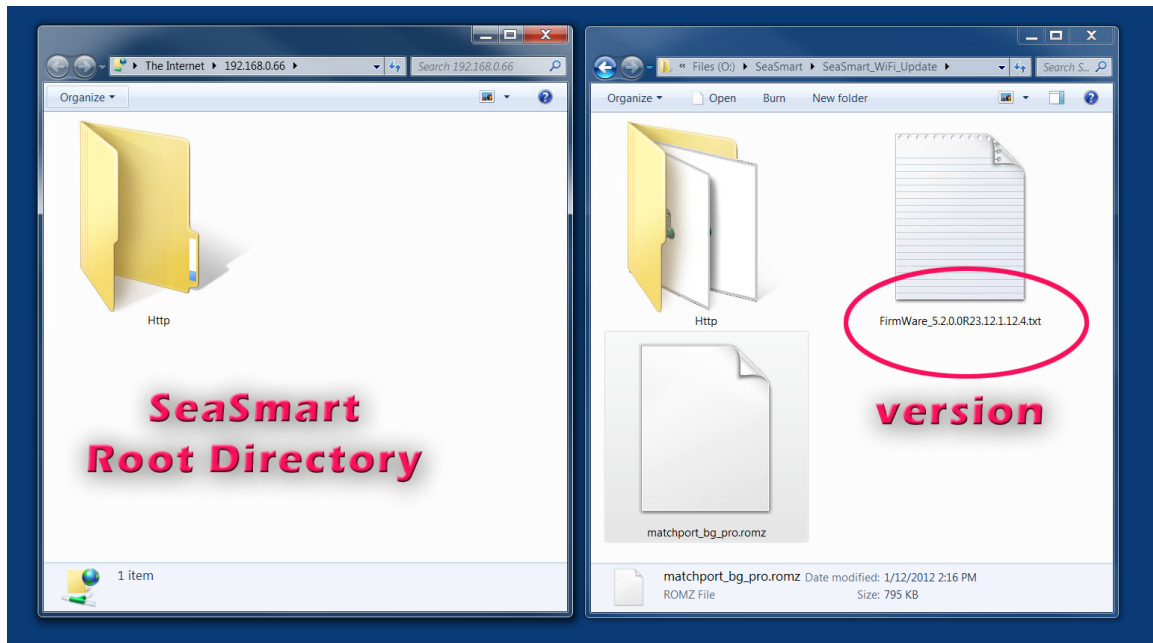 The Internet 192.168.0.66
Search 192.168.0.66
Organize
Http
SeaSmart
Root Directory
1 item
« Files (O:) SeaSmart SeaSmart_WiFi_Update
Search S...
Organize Open Burn New folder
Http
FirmWare_5.2.0.0R23.12.1.12.4.txt
version
matchport_bg_pro.romz
matchport_bg_pro.romz Date modified: 1/12/2012 2:16 PM
ROMZ File Size: 795 KB